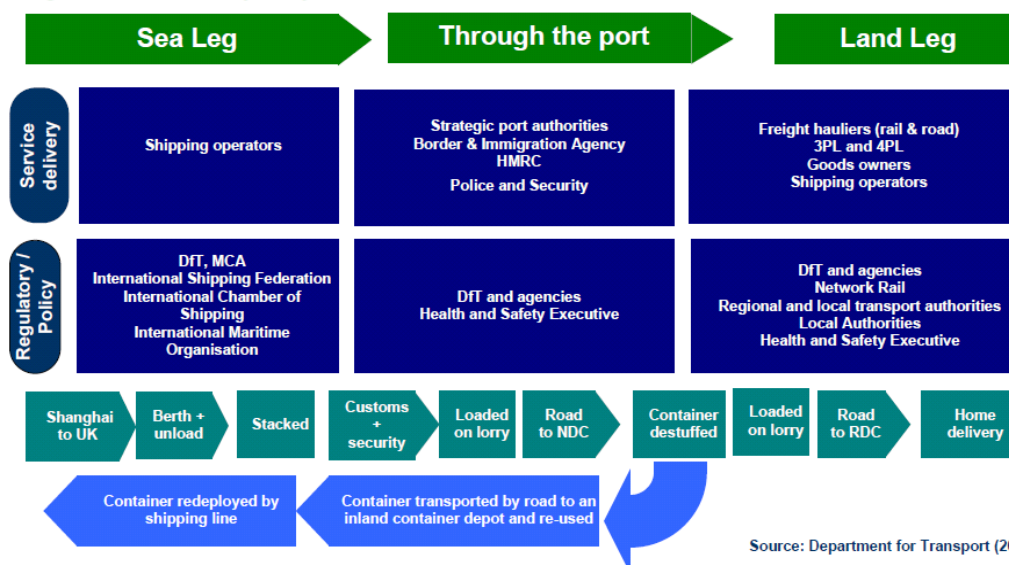 Sea Leg
Through the port
Land Leg
Service
delivery
Shipping operators
Strategic port authorities
Border & Immigration Agency
HMRC
Police and Security
Freight hauliers (rail & road)
3PL and 4PL
Goods owners
Shipping operators
Regulatory /
Policy
DfT, MCA
International Shipping Federation
International Chamber of
Shipping
International Maritime
Organisation
DfT and agencies
Health and Safety Executive
DfT and agencies
Network Rail
Regional and local transport authorities
Local Authorities
Health and Safety Executive
Shanghai
to UK
Berth +
unload
Stacked
Customs
+
security
Loaded
on lorry
Road
to NDC
Container
destuffed
Loaded
on lorry
Road
to RDC
Home
delivery
Container redeployed by
shipping line
Container transported by road to an
inland container depot and re-used
Source: Department for Transport (20